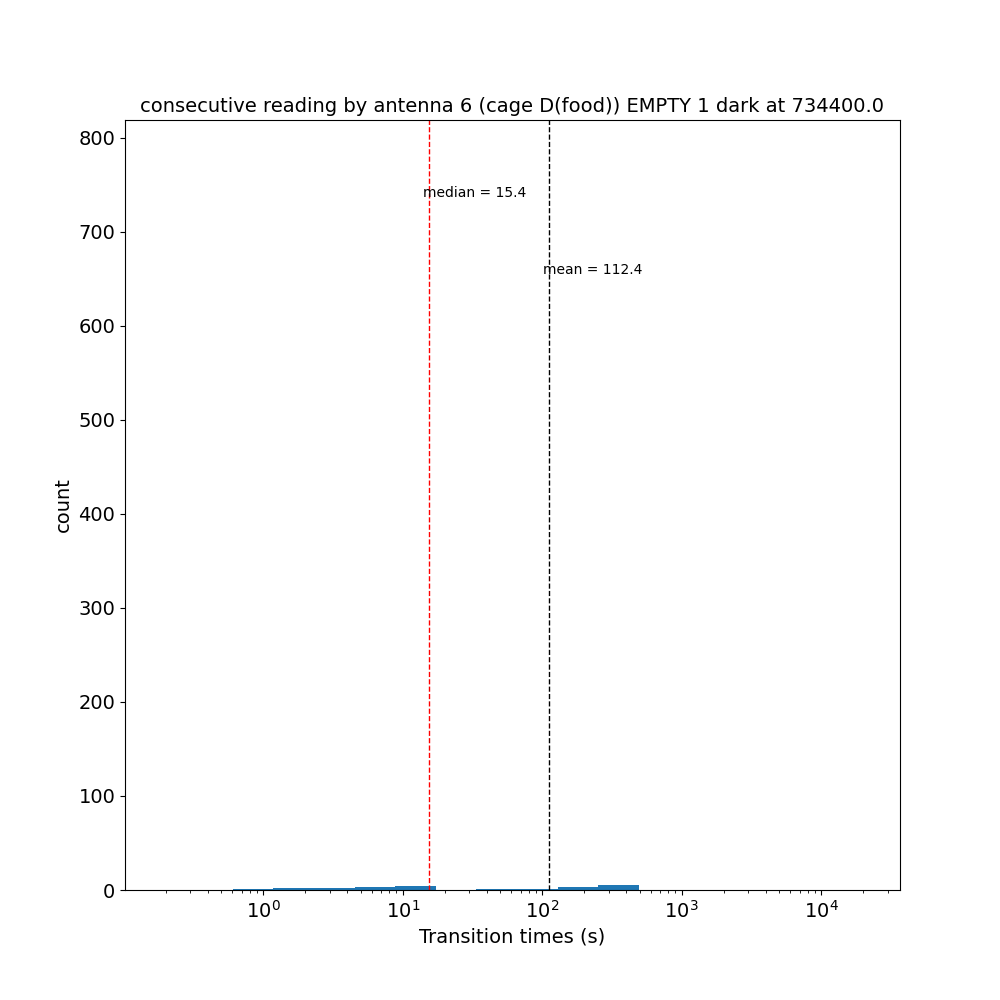 consecutive reading by antenna 6 (cage D(food)) EMPTY 1 dark at 734400.0
800
median = 15.4
700
mean = 112.4
600
500
count
400
300
200
100
0
10⁰ 10¹ 10² 10³ 10⁴
Transition times (s)